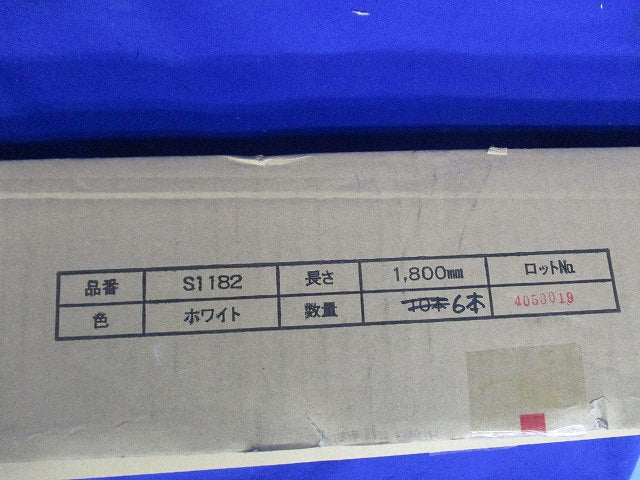 品番 S1182 長さ 1,800㎜ ロット№
色 ホワイト 数量 10本 6本 4053019